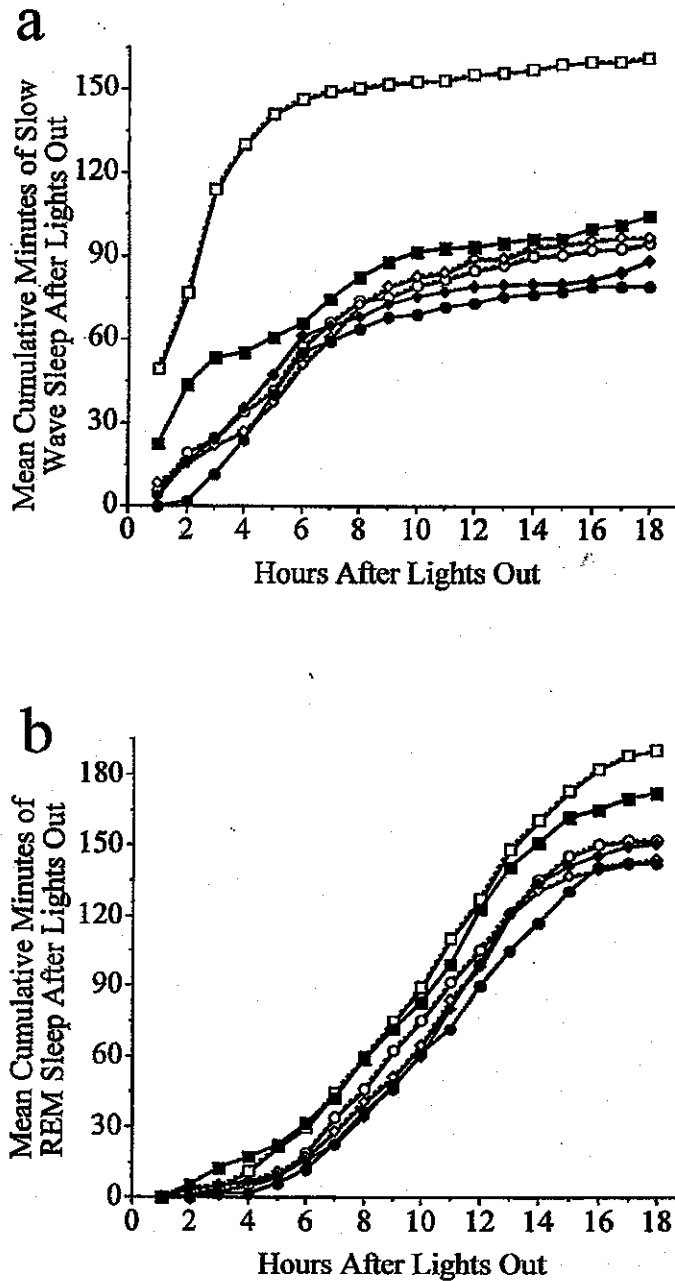 a
Mean Cumulative Minutes of Slow
Wave Sleep After Lights Out
150
120
90
60
30
0
0 2 4 6 8 10 12 14 16 18
Hours After Lights Out
b
Mean Cumulative Minutes of
REM Sleep After Lights Out
180
150
120
90
60
30
0
0 2 4 6 8 10 12 14 16 18
Hours After Lights Out